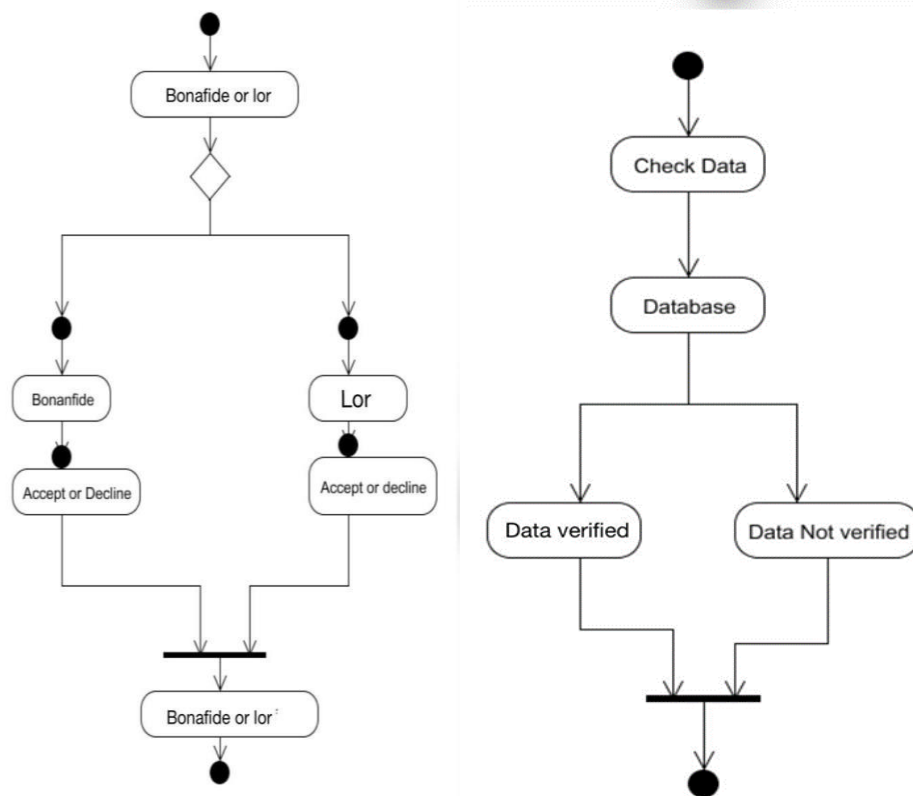 Bonafide or lor
Bonanfide
Lor
Accept or Decline
Accept or decline
Bonafide or lor
Check Data
Database
Data verified
Data Not verified